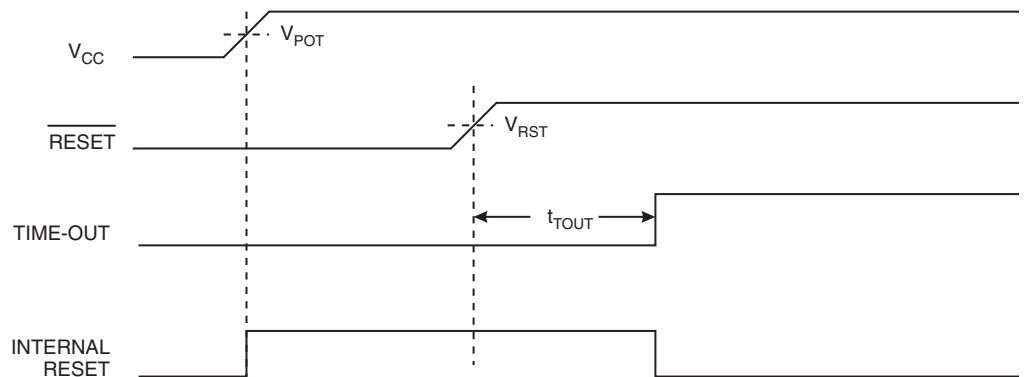 V_CC
V_POT
RESET
V_RST
t_TOUT
TIME-OUT
INTERNAL
RESET